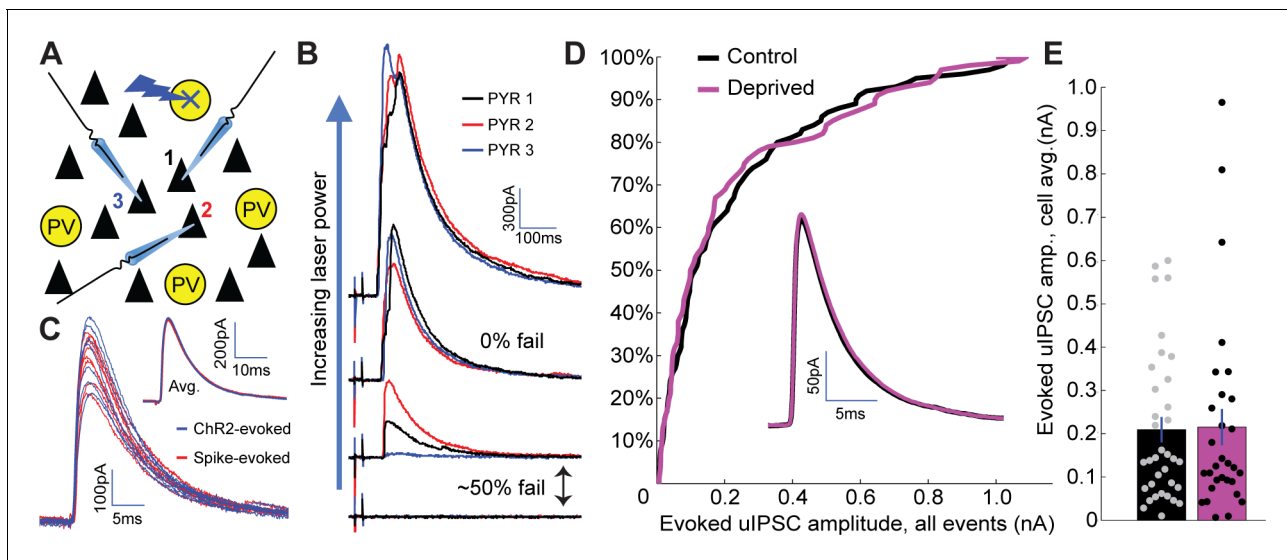 A
1
3
2
PV
PV
PV
B
Increasing laser power
PYR 1
PYR 2
PYR 3
300pA
100ms
0% fail
~50% fail
C
200pA
10ms
Avg.
ChR2-evoked
Spike-evoked
100pA
5ms
D
100%
90%
80%
70%
60%
50%
40%
30%
20%
10%
Control
Deprived
50pA
5ms
0
0.2
0.4
0.6
0.8
1.0
Evoked uIPSC amplitude, all events (nA)
E
Evoked uIPSC amp., cell avg.(nA)
1.0
0.9
0.8
0.7
0.6
0.5
0.4
0.3
0.2
0.1
0